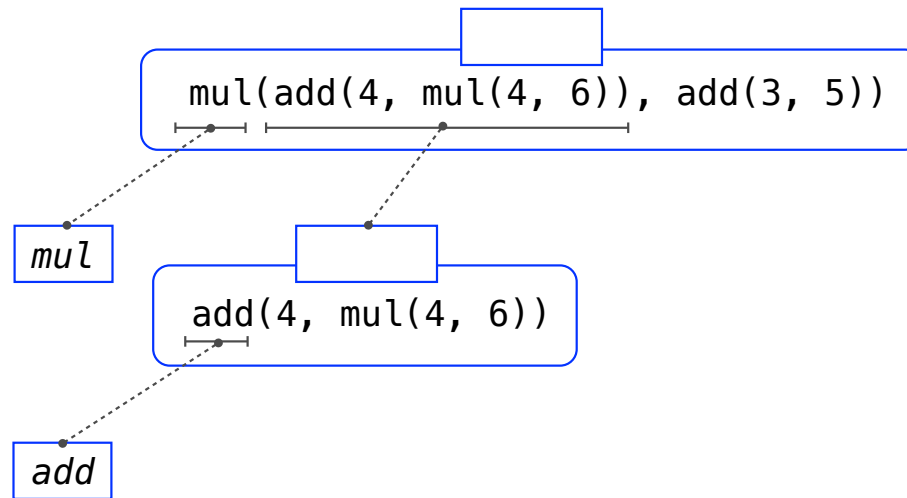 mul(add(4, mul(4, 6)), add(3, 5))
mul
add(4, mul(4, 6))
add